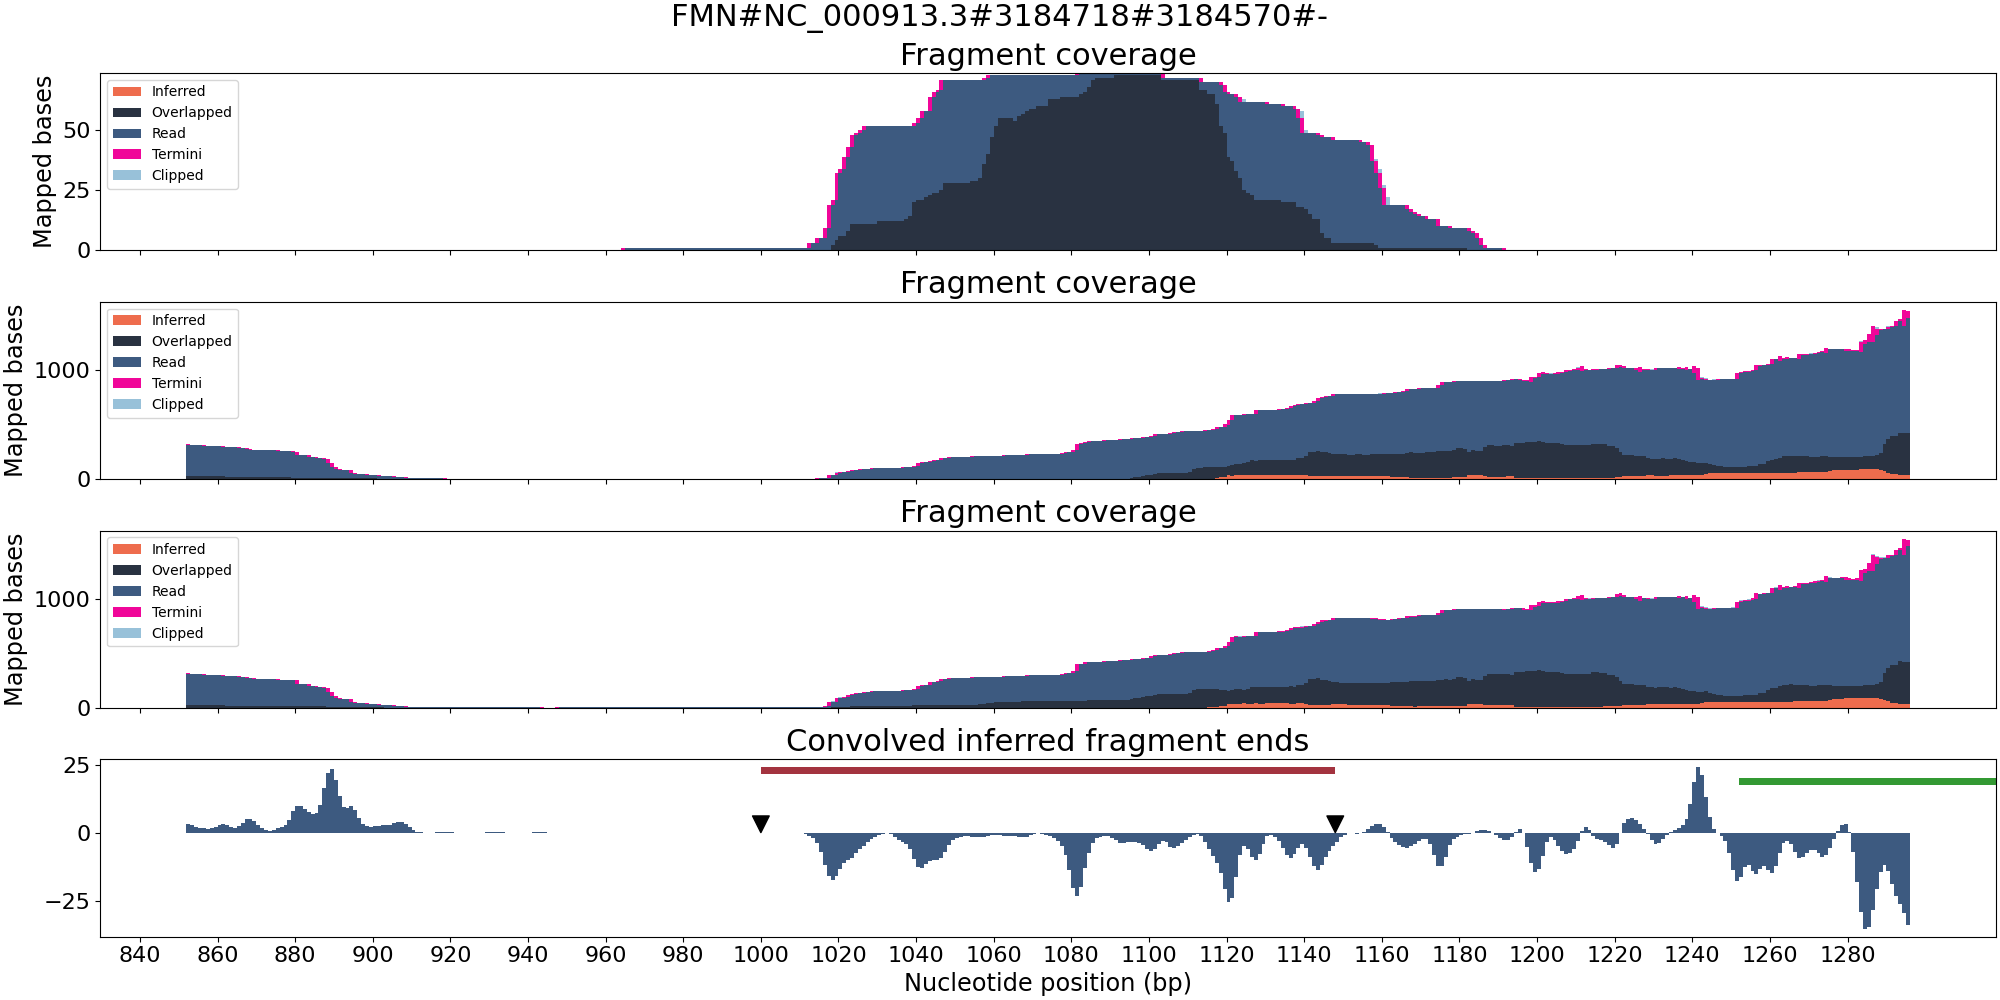 FMN#NC_000913.3#3184718#3184570#-
Fragment coverage
Mapped bases
50
25
0
Inferred
Overlapped
Read
Termini
Clipped
Fragment coverage
Mapped bases
1000
0
Inferred
Overlapped
Read
Termini
Clipped
Fragment coverage
Mapped bases
1000
0
Inferred
Overlapped
Read
Termini
Clipped
Convolved inferred fragment ends
25
0
−25
840 860 880 900 920 940 960 980 1000 1020 1040 1060 1080 1100 1120 1140 1160 1180 1200 1220 1240 1260 1280
Nucleotide position (bp)